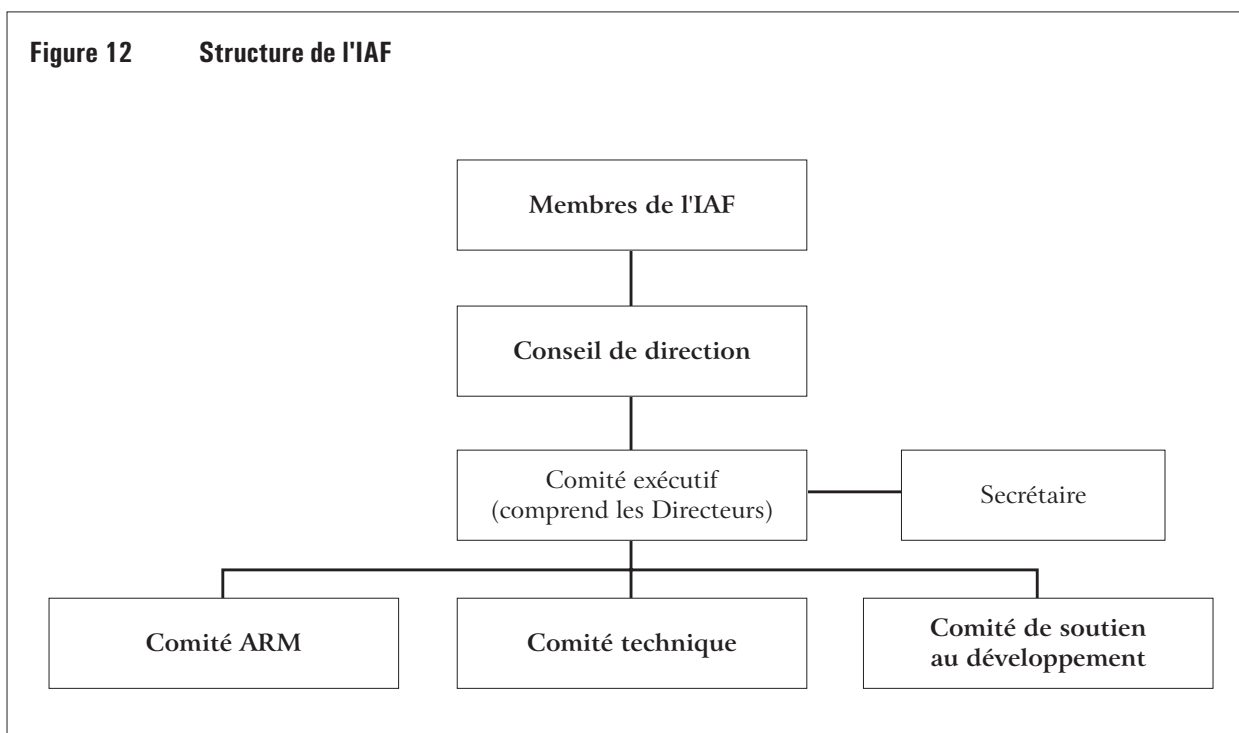 Figure 12 Structure de l'IAF
Membres de l'IAF
Conseil de direction
Comité exécutif
(comprend les Directeurs)
Secrétaire
Comité ARM
Comité technique
Comité de soutien
au développement